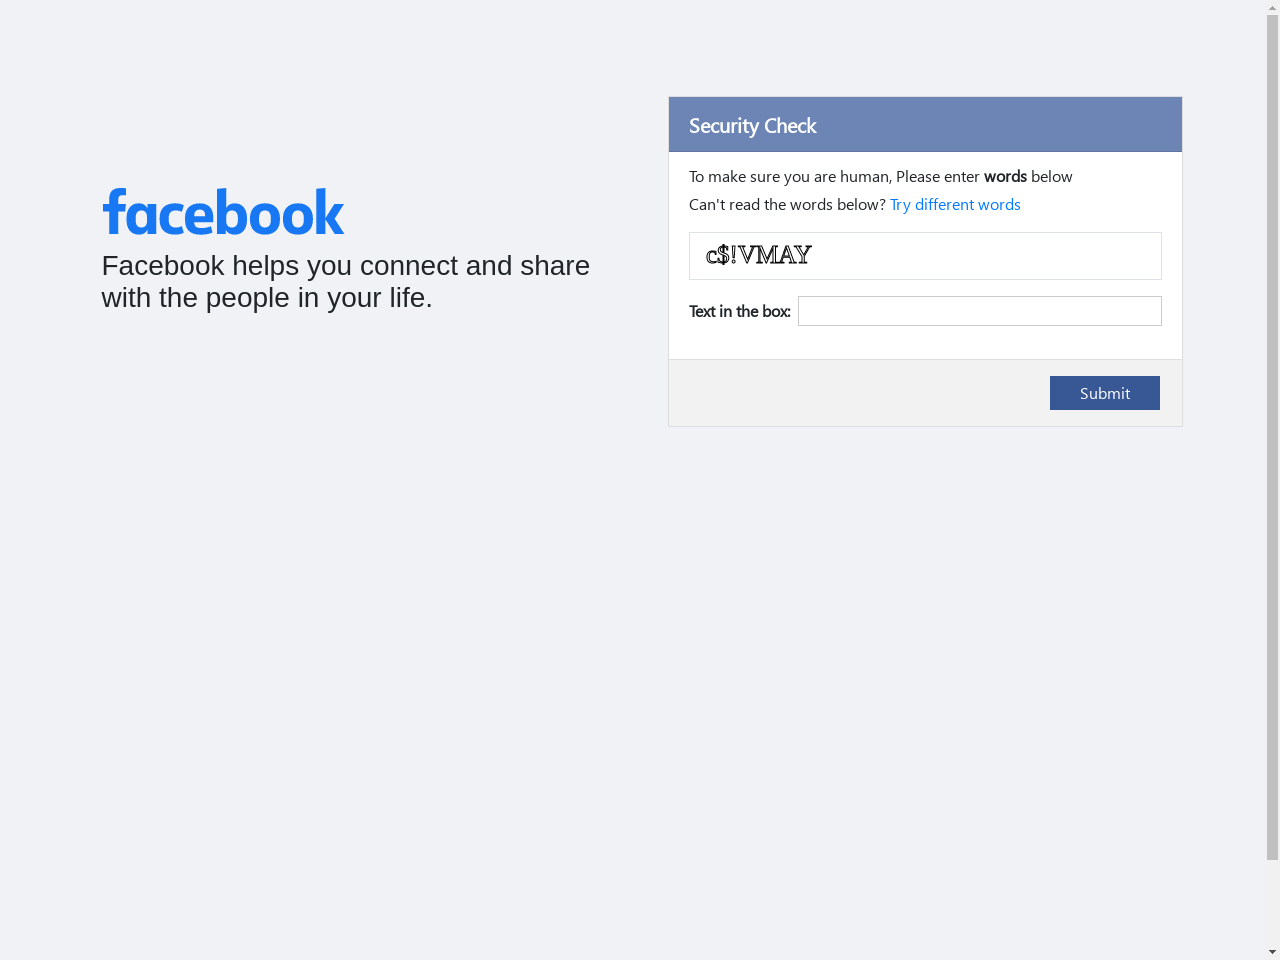 facebook
Facebook helps you connect and share
with the people in your life.
Security Check
To make sure you are human, Please enter words below
Can't read the words below? Try different words
c$!VMAY
Text in the box:
Submit